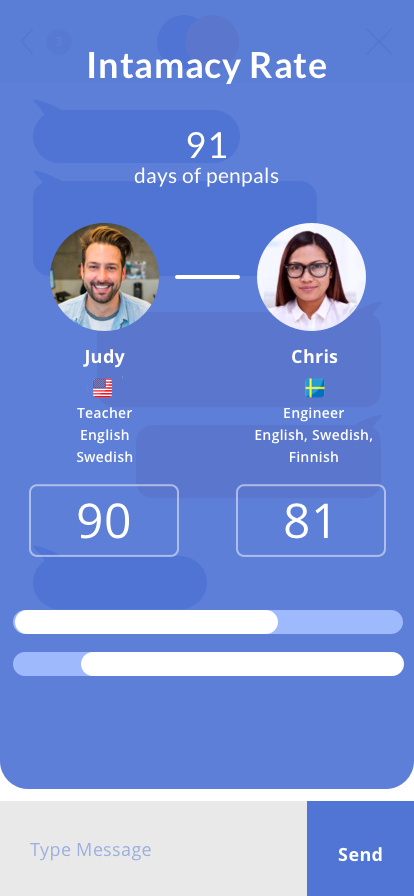 Intamacy Rate
91
days of penpals
Judy
Chris
Teacher
Engineer
English
English, Swedish,
Swedish
Finnish
90
81
Type Message
Send